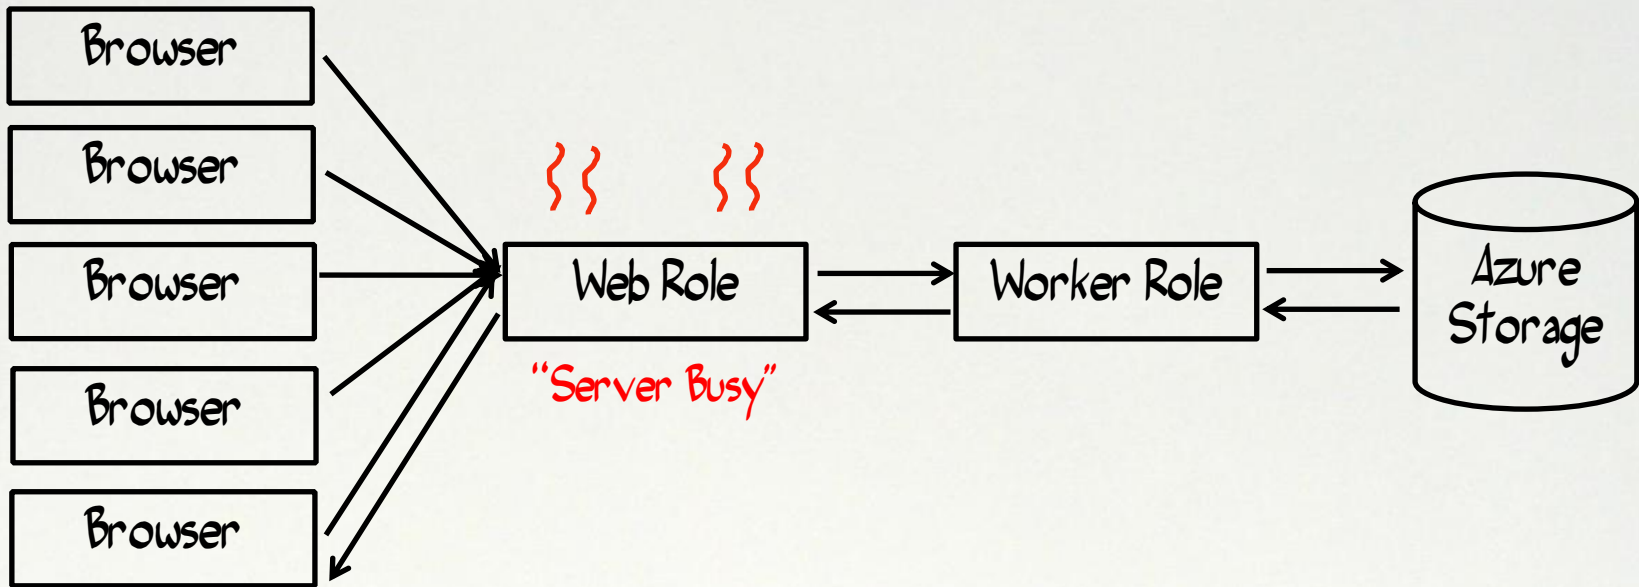 Browser
Browser
Browser
Browser
Browser
Web Role
"Server Busy"
Worker Role
Azure
Storage